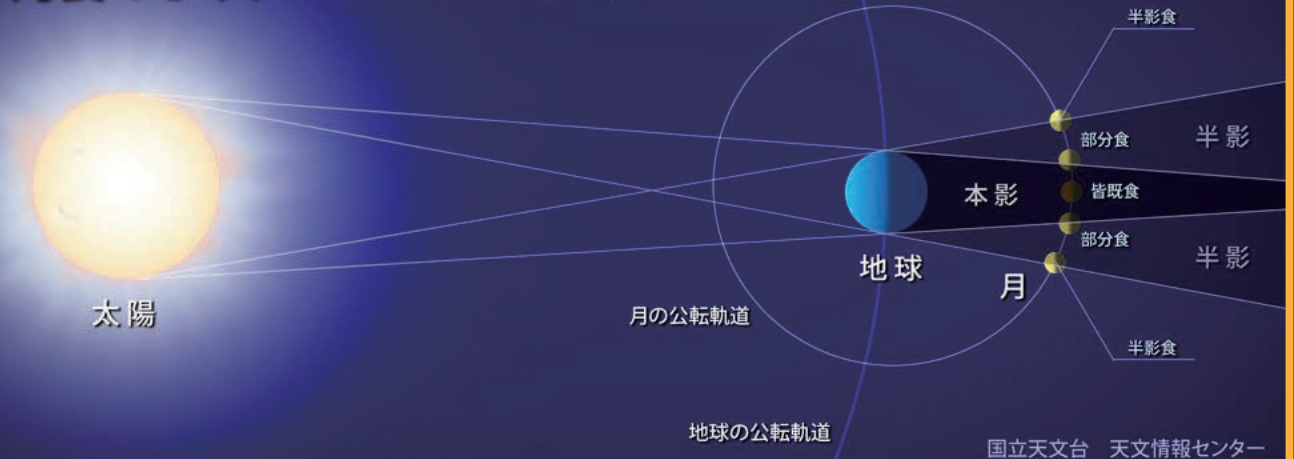 半影食
部分食
半影
本影
皆既食
部分食
半影
地球
月
太陽
月の公転軌道
半影食
地球の公転軌道
国立天文台 天文情報センター